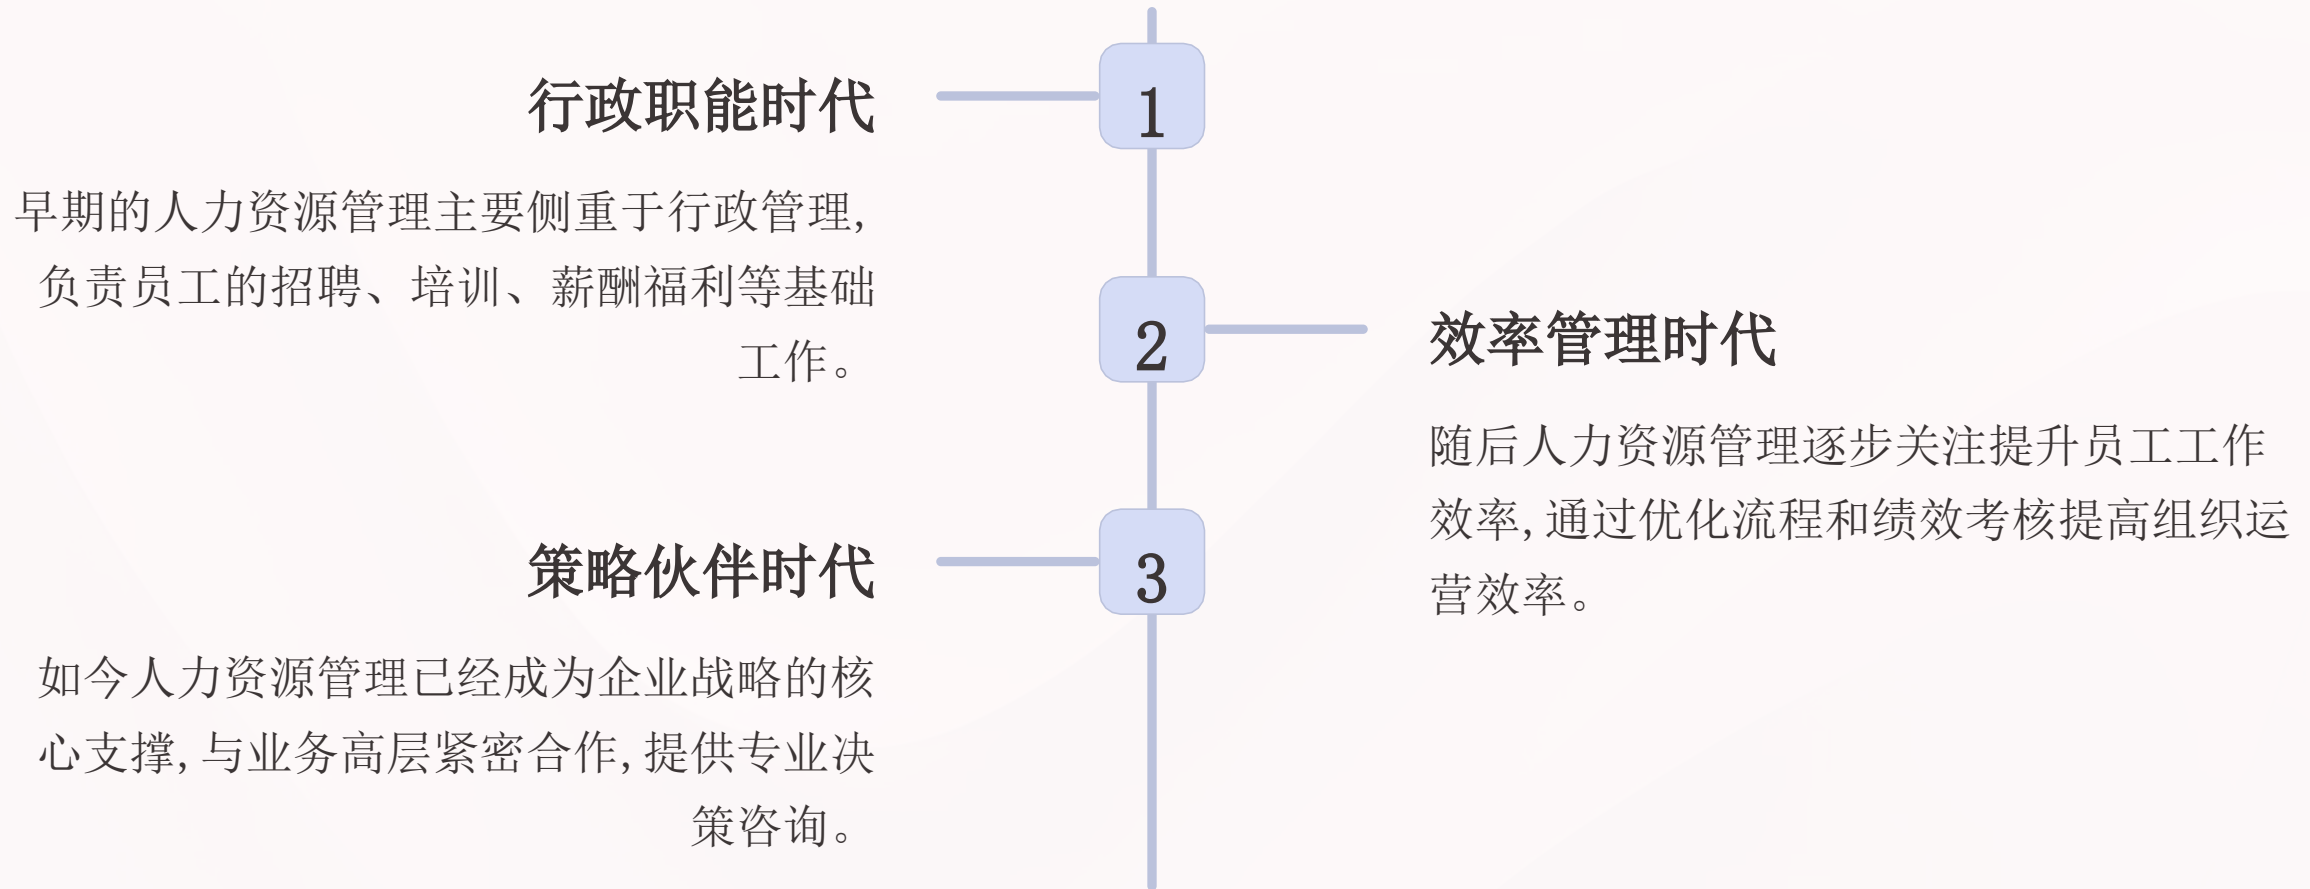 1
行政职能时代
早期的人力资源管理主要侧重于行政管理,
负责员工的招聘、培训、薪酬福利等基础
工作。
2
效率管理时代
随后人力资源管理逐步关注提升员工工作
效率,通过优化流程和绩效考核提高组织运
营效率。
3
策略伙伴时代
如今人力资源管理已经成为企业战略的核
心支撑,与业务高层紧密合作,提供专业决
策咨询。